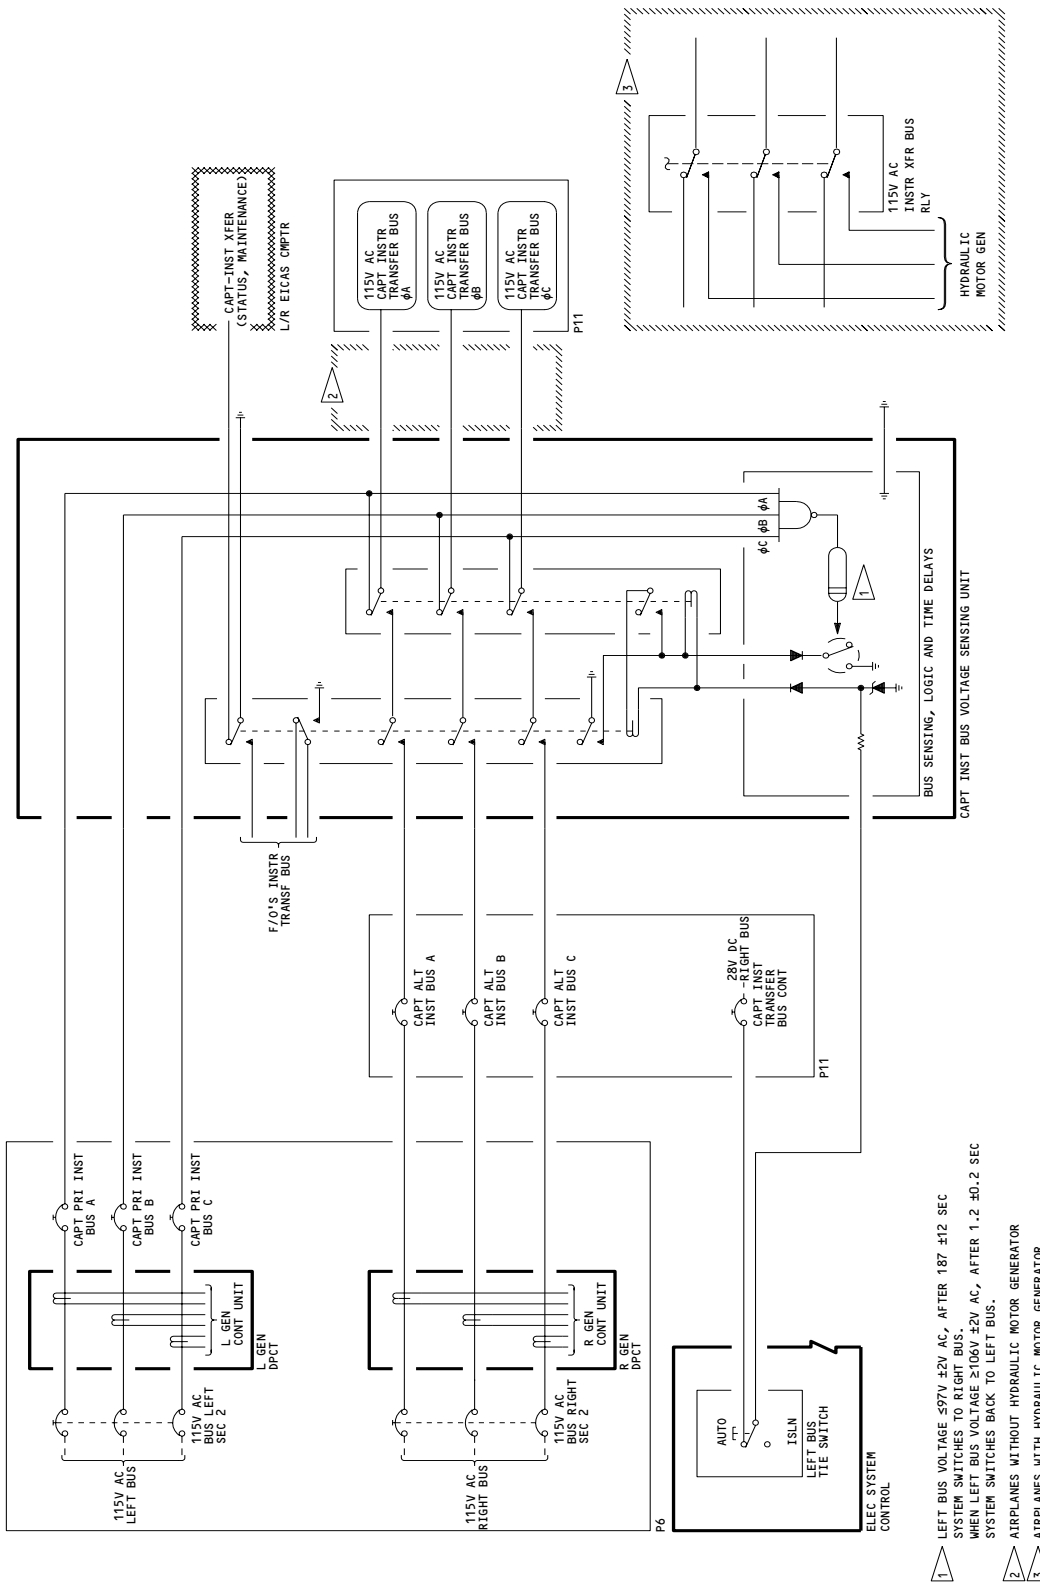 CAPT-INST XFER
(STATUS, MAINTENANCE)
L/R EICAS CMPTR
115V AC
CAPT INSTR
TRANSFER BUS
ϕA
115V AC
CAPT INSTR
TRANSFER BUS
ϕB
115V AC
CAPT INSTR
TRANSFER BUS
ϕC
P11
2
3
115V AC
INSTR XFR BUS
RLY
HYDRAULIC
MOTOR GEN
ϕC ϕB ϕA
1
BUS SENSING, LOGIC AND TIME DELAYS
CAPT INST BUS VOLTAGE SENSING UNIT
F/O'S INSTR
TRANSF BUS
CAPT ALT
INST BUS A
CAPT ALT
INST BUS B
CAPT ALT
INST BUS C
28V DC
RIGHT BUS
CAPT INST
TRANSFER
BUS CONT
P11
CAPT PRI INST
BUS A
CAPT PRI INST
BUS B
CAPT PRI INST
BUS C
L GEN
CONT UNIT
L GEN
DPCT
R GEN
CONT UNIT
R GEN
DPCT
115V AC
BUS LEFT
SEC 2
115V AC
LEFT BUS
115V AC
BUS RIGHT
SEC 2
115V AC
RIGHT BUS
P6
AUTO
ISLN
LEFT BUS
TIE SWITCH
ELEC SYSTEM
CONTROL
1 LEFT BUS VOLTAGE ≤97V ±2V AC, AFTER 187 ±12 SEC
SYSTEM SWITCHES TO RIGHT BUS.
WHEN LEFT BUS VOLTAGE ≥106V ±2V AC, AFTER 1.2 ±0.2 SEC
SYSTEM SWITCHES BACK TO LEFT BUS.
2 AIRPLANES WITHOUT HYDRAULIC MOTOR GENERATOR
3 AIRPLANES WITH HYDRAULIC MOTOR GENERATOR